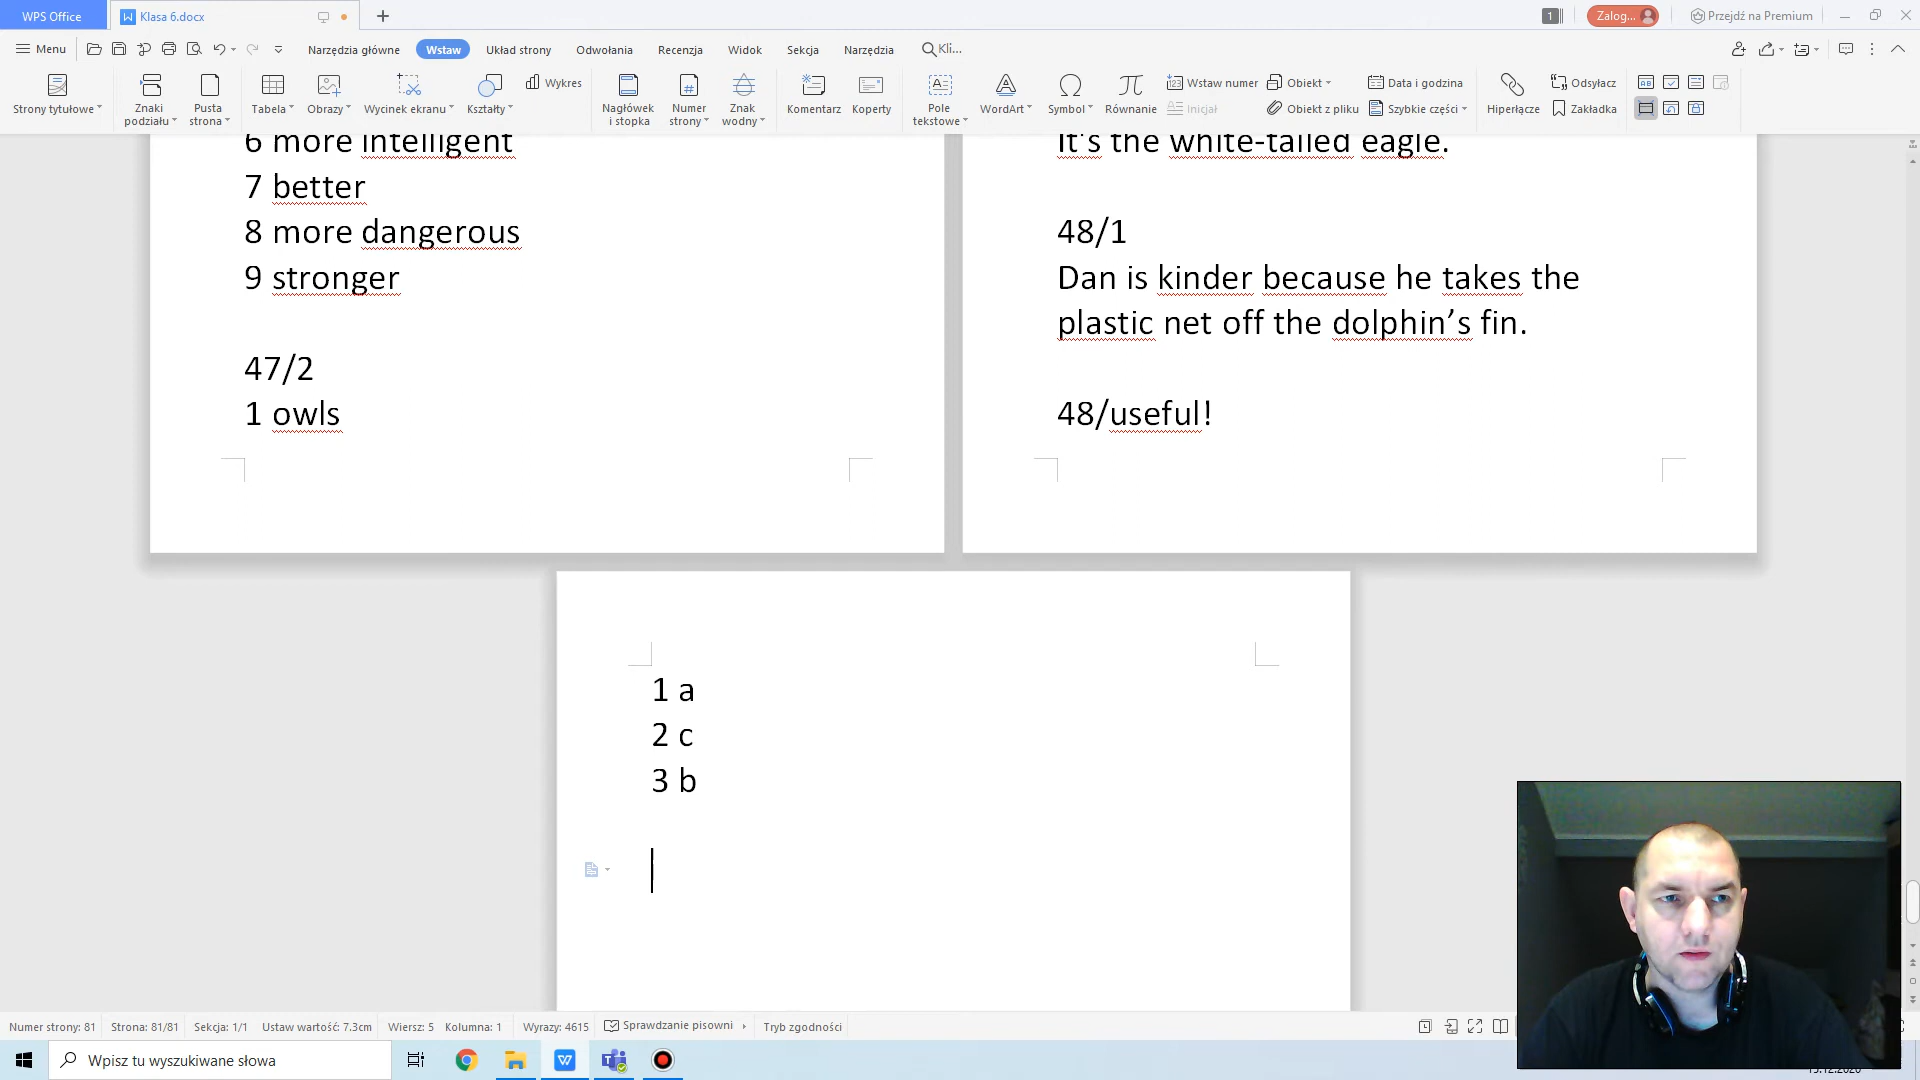 WPS Office
Klasa 6.docx
1
Zalog...
Przejdź na Premium
Menu
Narzędzia główne
Wstaw
Układ strony
Odwołania
Recenzja
Widok
Sekcja
Narzędzia
Kli...
Strony tytułowe
Znaki podziału
Pusta strona
Tabela
Obrazy
Wycinek ekranu
Kształty
Wykres
Nagłówek i stopka
Numer strony
Znak wodny
Komentarz
Koperty
Pole tekstowe
WordArt
Symbol
Równanie
Wstaw numer
Inicjał
Obiekt
Obiekt z pliku
Data i godzina
Szybkie części
Hiperłącze
Odsyłacz
Zakładka
6 more intelligent
7 better
8 more dangerous
9 stronger
47/2
1 owls
It's the white-tailed eagle.
48/1
Dan is kinder because he takes the
plastic net off the dolphin’s fin.
48/useful!
1 a
2 c
3 b
Numer strony: 81
Strona: 81/81
Sekcja: 1/1
Ustaw wartość: 7.3cm
Wiersz: 5
Kolumna: 1
Wyrazy: 4615
Sprawdzanie pisowni
Tryb zgodności
Wpisz tu wyszukiwane słowa